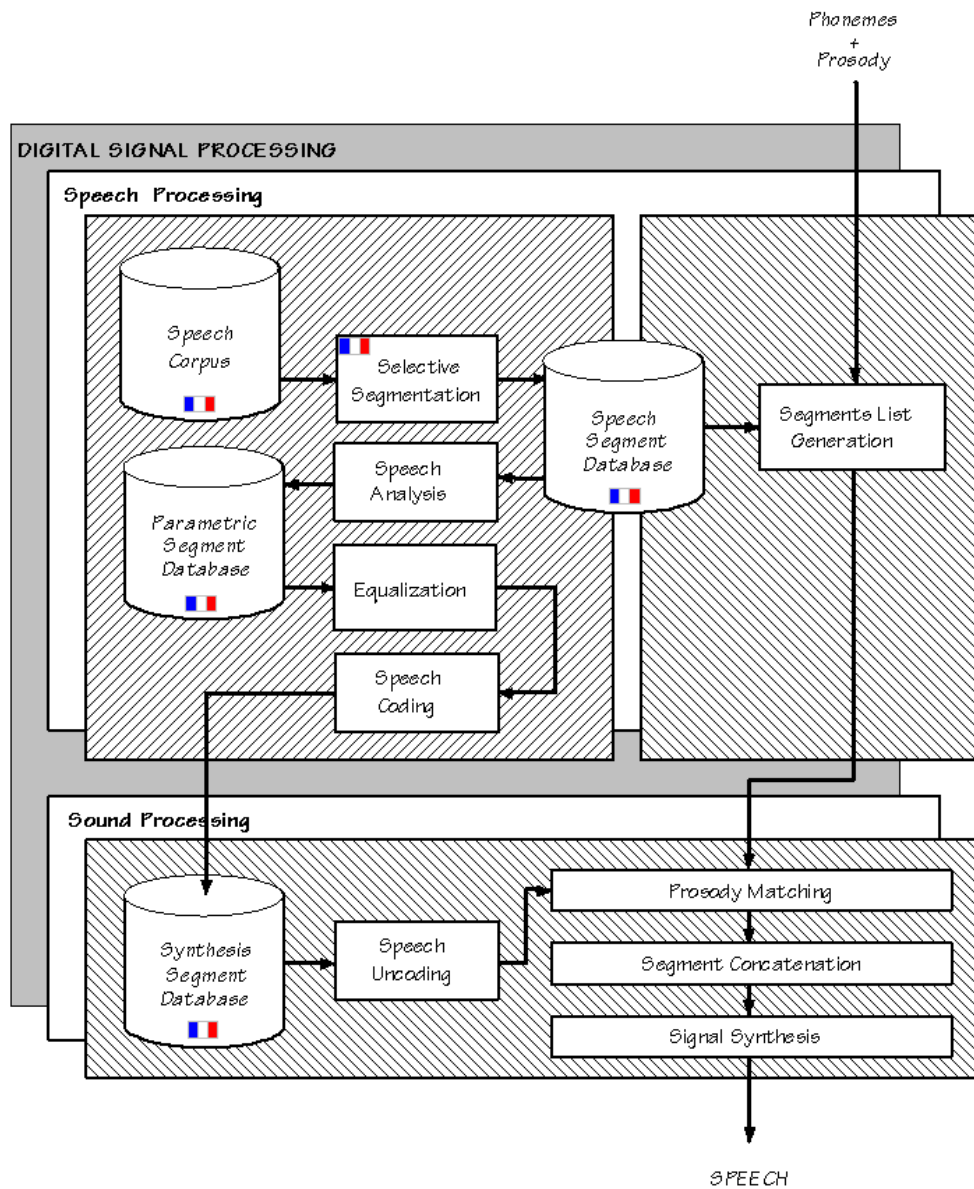 Phonemes
+
Prosody
DIGITAL SIGNAL PROCESSING
Speech Processing
Speech
Corpus
Selective
Segmentation
Speech
Segment
Database
Segments List
Generation
Speech
Analysis
Parametric
Segment
Database
Equalization
Speech
Coding
Sound Processing
Synthesis
Segment
Database
Speech
Uncoding
Prosody Matching
Segment Concatenation
Signal Synthesis
SPEECH